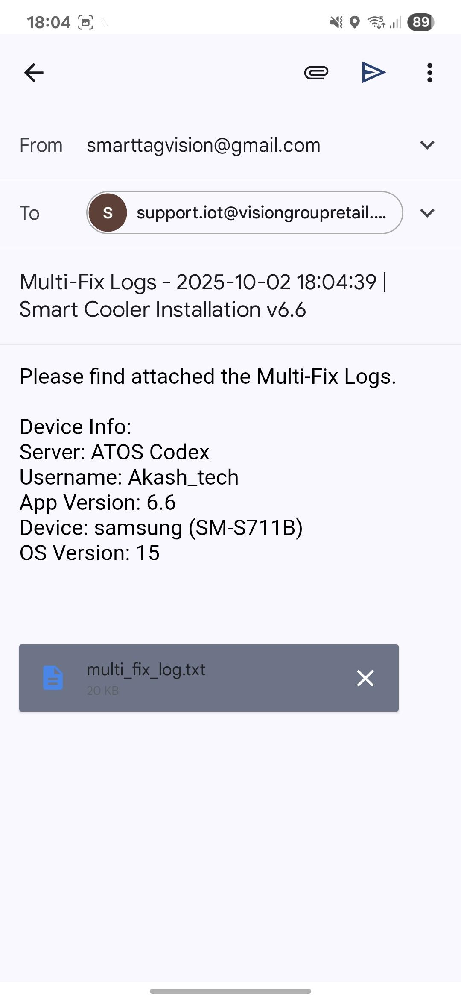 18:04
5
89
From smarttagvision@gmail.com
To S support.iot@visiongroupretail....
Multi-Fix Logs - 2025-10-02 18:04:39 |
Smart Cooler Installation v6.6
Please find attached the Multi-Fix Logs.
Device Info:
Server: ATOS Codex
Username: Akash_tech
App Version: 6.6
Device: samsung (SM-S711B)
OS Version: 15
multi_fix_log.txt
20 KB